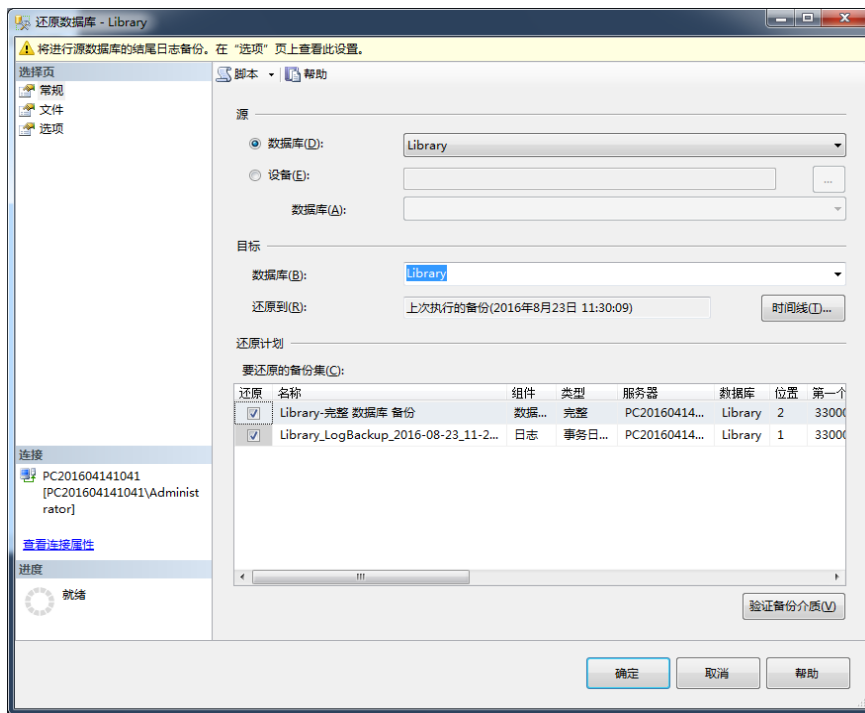 还原数据库 - Library
将进行源数据库的结尾日志备份。在“选项”页上查看此设置。
选择页
常规
文件
选项
脚本 帮助
源
数据库(D): Library
设备(E): ...
数据库(A):
目标
数据库(B): Library
还原到(R): 上次执行的备份(2016年8月23日 11:30:09) 时间线(T)...
还原计划
要还原的备份集(C):
还原 名称 组件 类型 服务器 数据库 位置 第一个
Library-完整 数据库 备份 数据... 完整 PC20160414... Library 2 33000
Library_LogBackup_2016-08-23_11-2... 日志 事务日... PC20160414... Library 1 33000
连接
PC201604141041
[PC201604141041\Administ
rator]
查看连接属性
进度
就绪
验证备份介质(V)
确定 取消 帮助